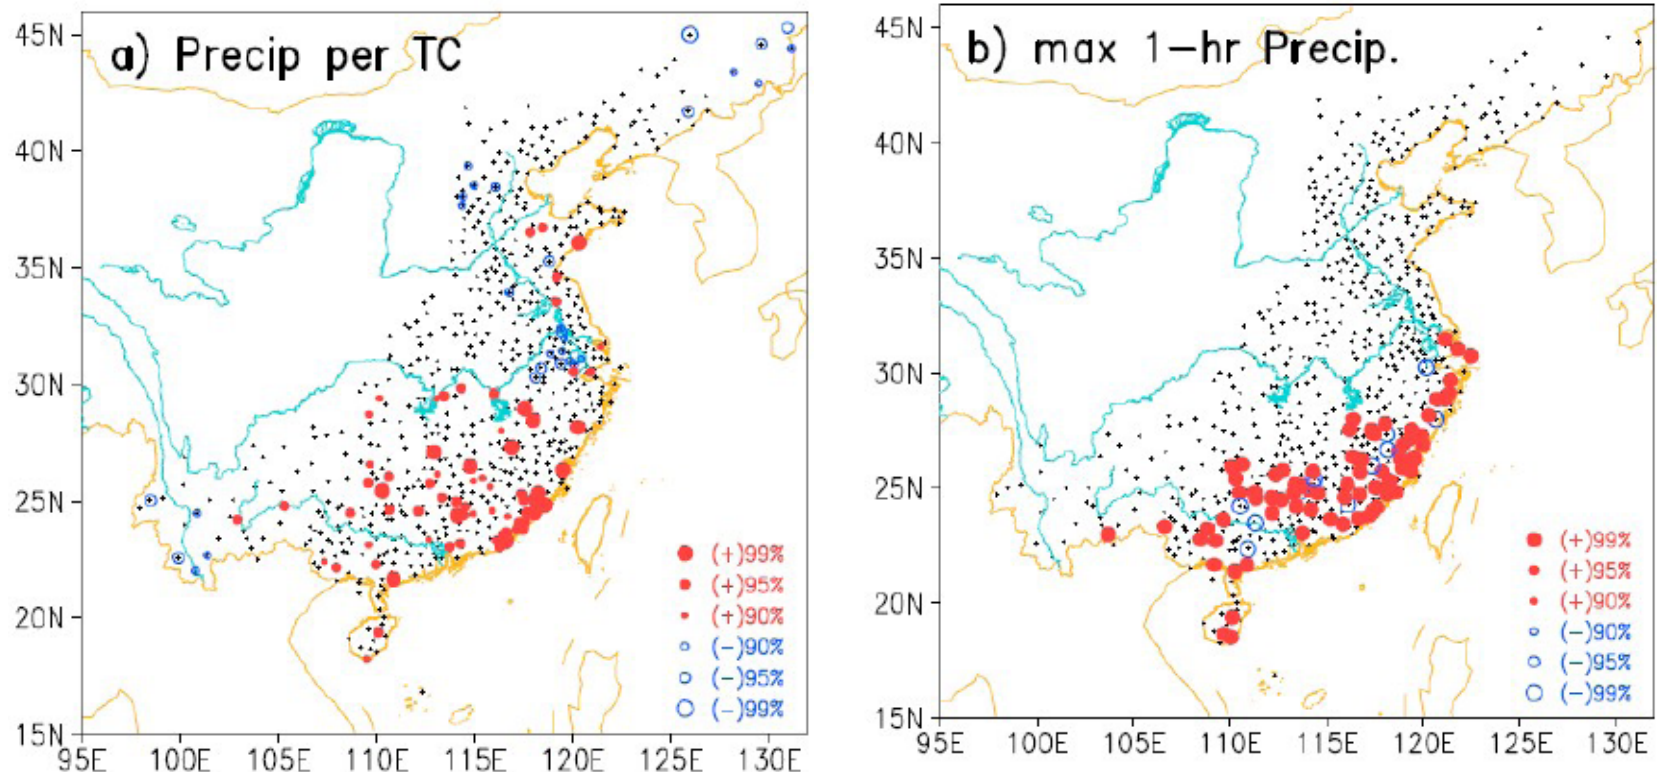 a) Precip per TC
45N
40N
35N
30N
25N
20N
15N
95E 100E 105E 110E 115E 120E 125E 130E
(+)99%
(+)95%
(+)90%
(−)90%
(−)95%
(−)99%
b) max 1−hr Precip.
45N
40N
35N
30N
25N
20N
15N
95E 100E 105E 110E 115E 120E 125E 130E
(+)99%
(+)95%
(+)90%
(−)90%
(−)95%
(−)99%